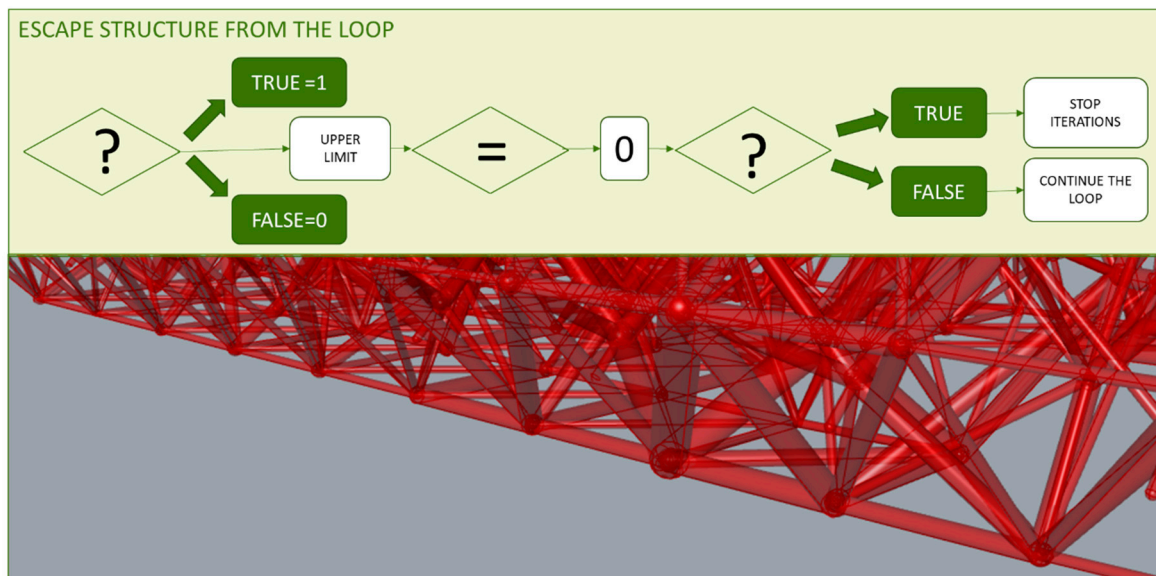 ESCAPE STRUCTURE FROM THE LOOP
TRUE =1
?
UPPER
LIMIT
=
0
?
FALSE=0
TRUE
STOP
ITERATIONS
FALSE
CONTINUE THE
LOOP